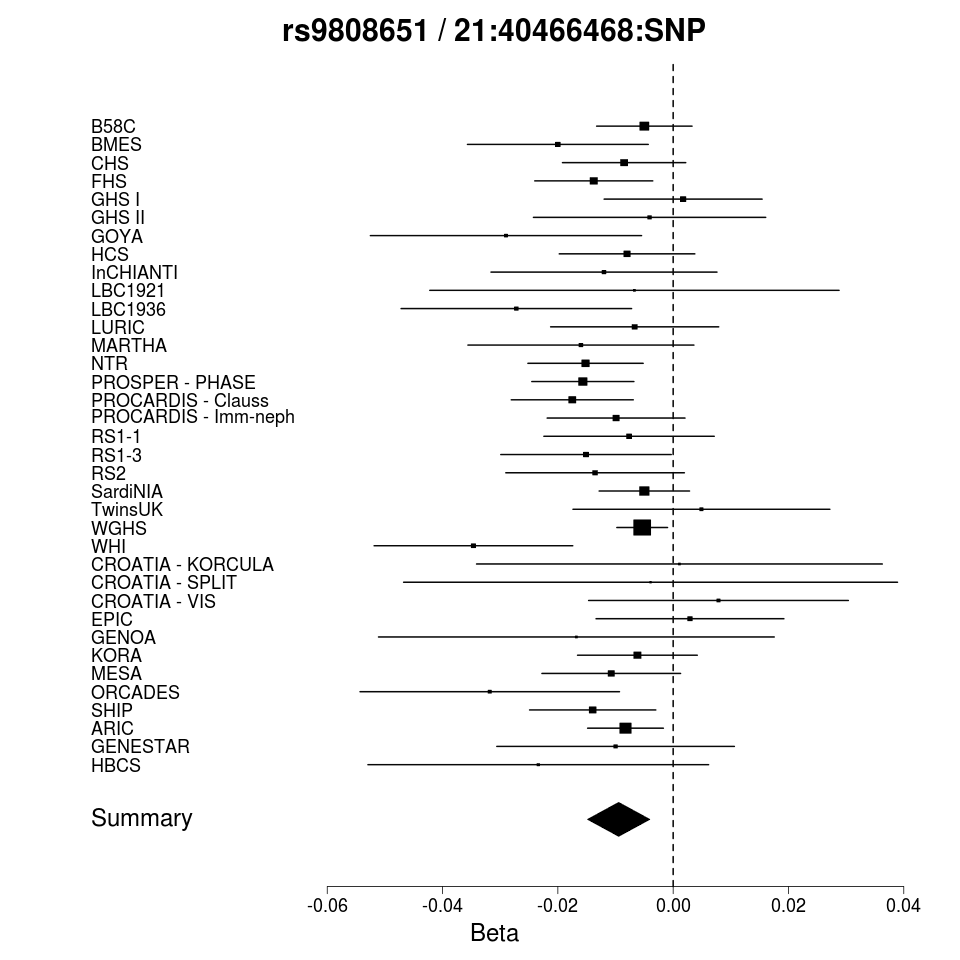 rs9808651 / 21:40466468:SNP
B58C
BMES
CHS
FHS
GHS I
GHS II
GOYA
HCS
InCHIANTI
LBC1921
LBC1936
LURIC
MARTHA
NTR
PROSPER - PHASE
PROCARDIS - Clauss
PROCARDIS - Imm-neph
RS1-1
RS1-3
RS2
SardiNIA
TwinsUK
WGHS
WHI
CROATIA - KORCULA
CROATIA - SPLIT
CROATIA - VIS
EPIC
GENOA
KORA
MESA
ORCADES
SHIP
ARIC
GENESTAR
HBCS
Summary
-0.06 -0.04 -0.02 0.00 0.02 0.04
Beta